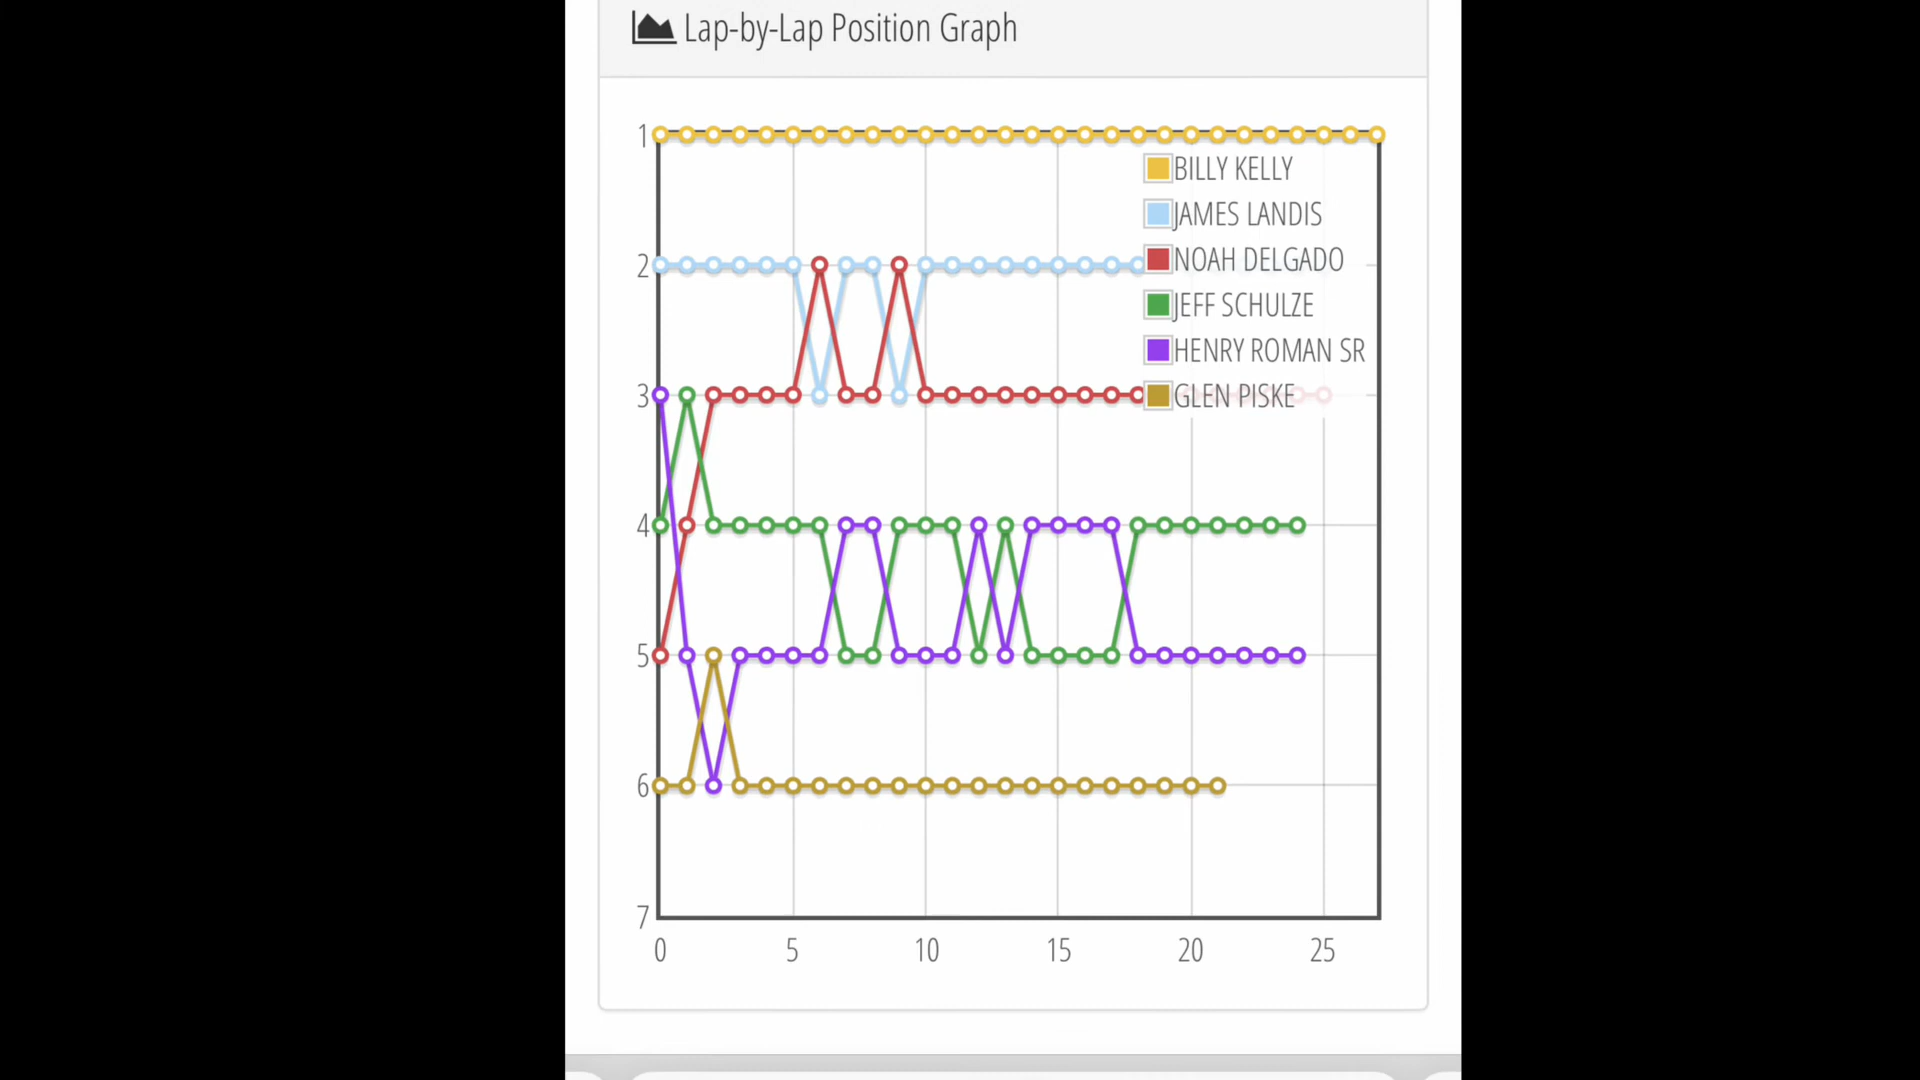 Lap-by-Lap Position Graph
1
BILLY KELLY
JAMES LANDIS
2
NOAH DELGADO
JEFF SCHULZE
HENRY ROMAN SR
3
GLEN PISKE
4
5
6
7
0 5 10 15 20 25